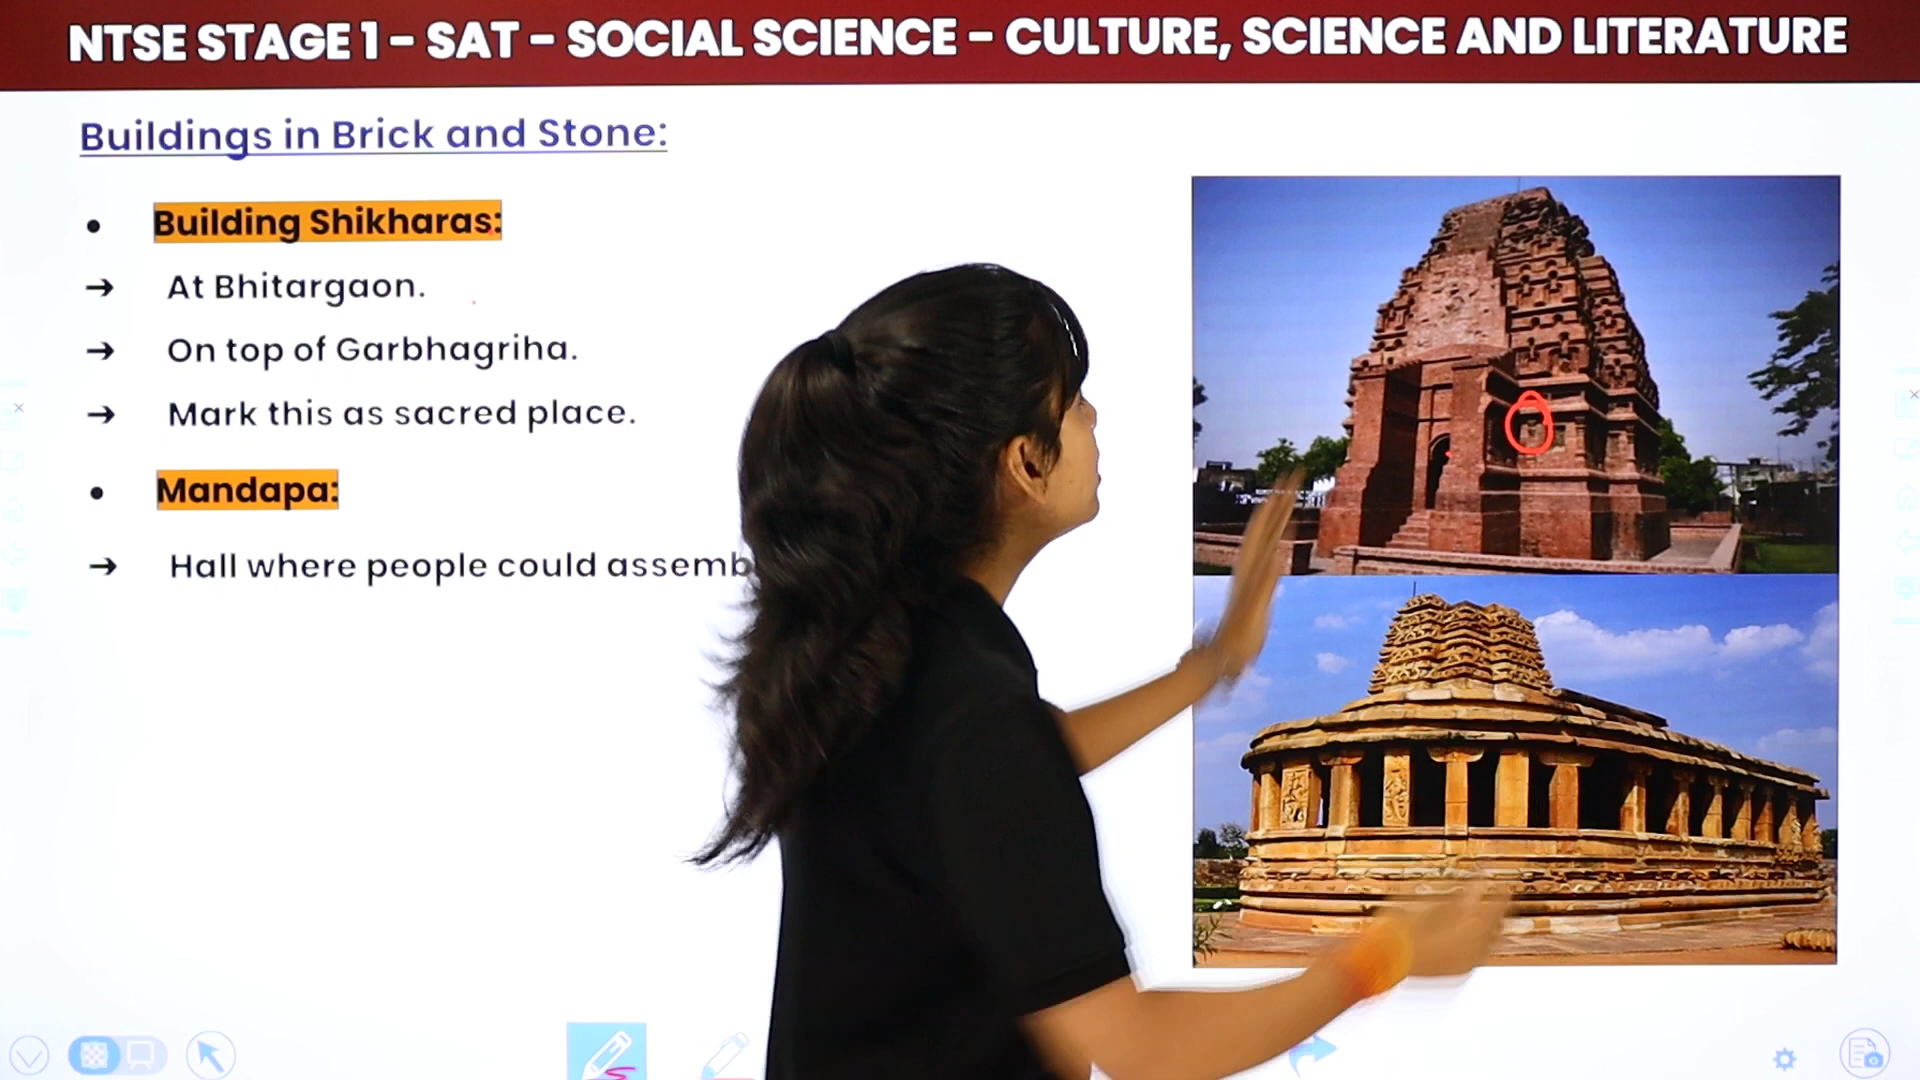 NTSE STAGE 1 – SAT – SOCIAL SCIENCE – CULTURE, SCIENCE AND LITERATURE
Buildings in Brick and Stone:
• Building Shikharas:
➔ At Bhitargaon.
➔ On top of Garbhagriha.
➔ Mark this as sacred place.
• Mandapa:
➔ Hall where people could assemb